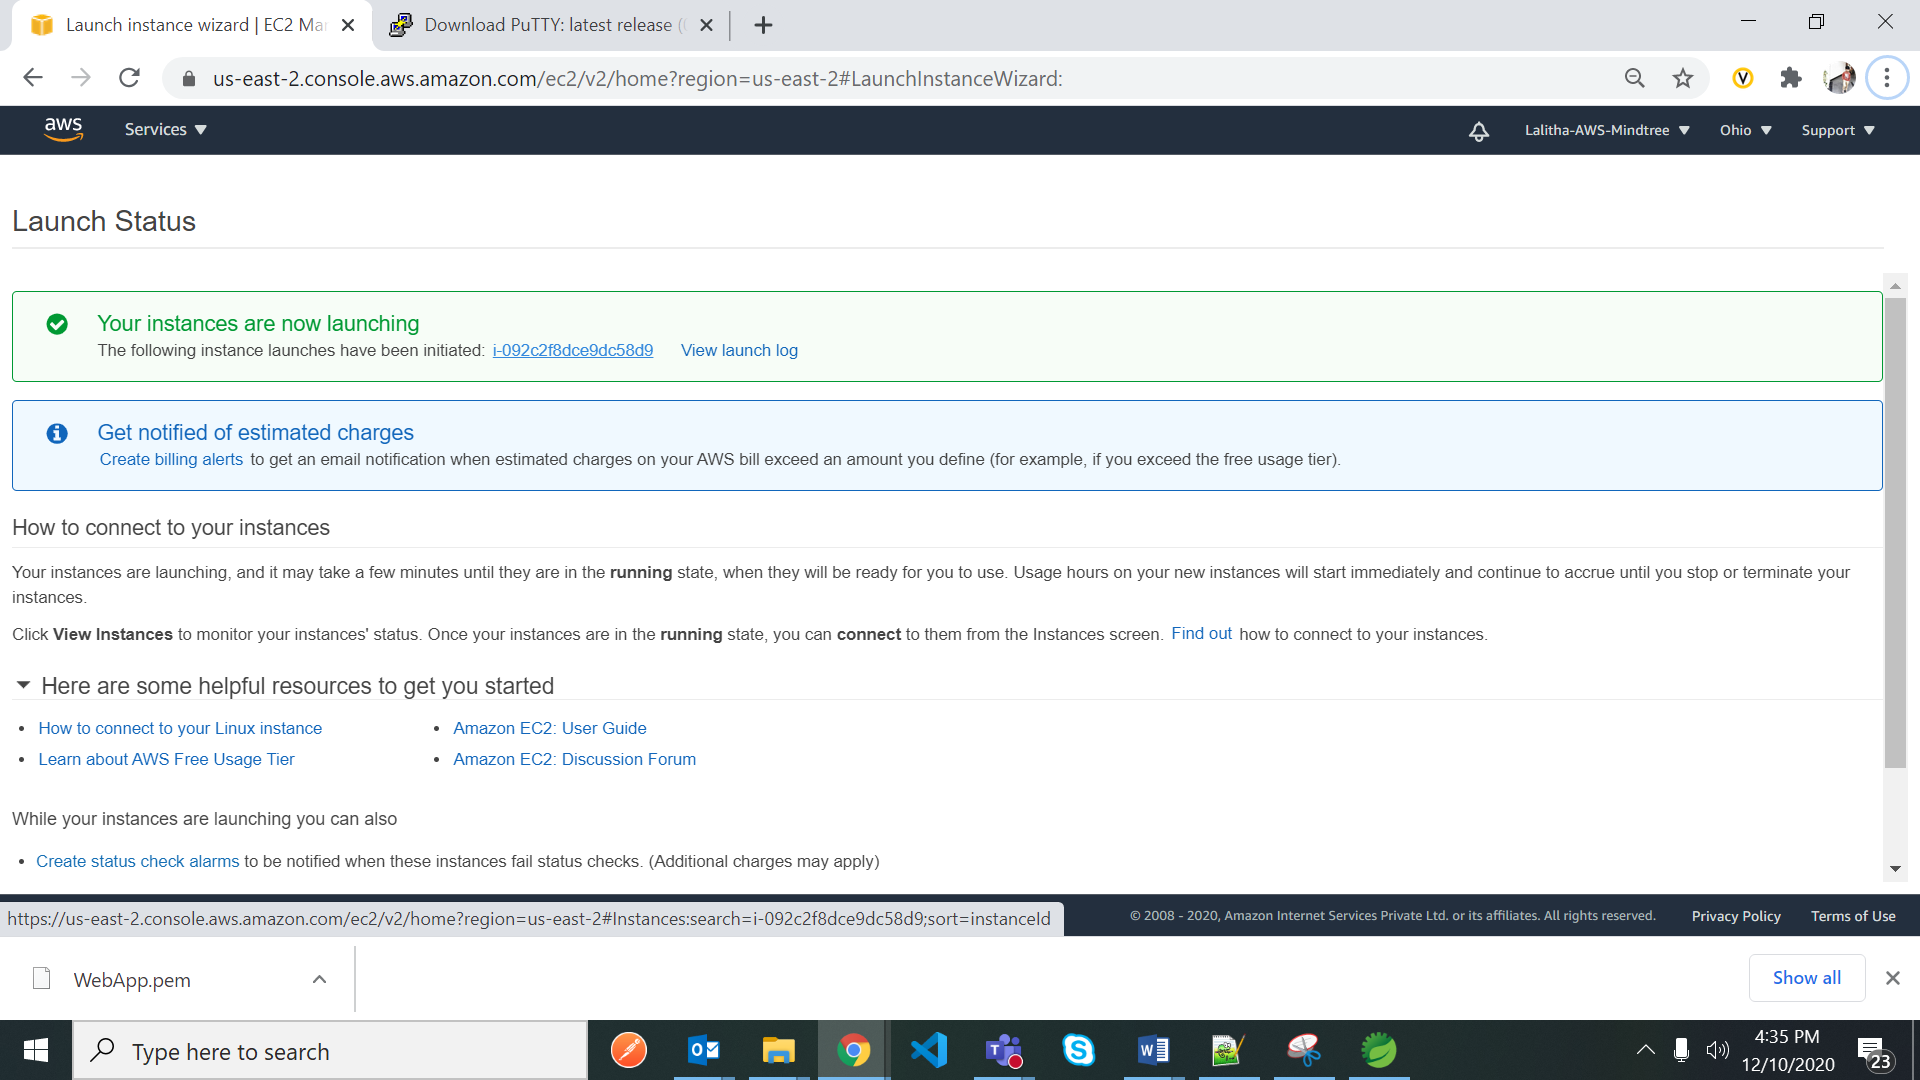 Launch instance wizard | EC2 Mar
Download PuTTY: latest release (
us-east-2.console.aws.amazon.com/ec2/v2/home?region=us-east-2#LaunchInstanceWizard:
V
aws
Services
Lalitha-AWS-Mindtree
Ohio
Support
Launch Status
Your instances are now launching
The following instance launches have been initiated: i-092c2f8dce9dc58d9 View launch log
Get notified of estimated charges
Create billing alerts to get an email notification when estimated charges on your AWS bill exceed an amount you define (for example, if you exceed the free usage tier).
How to connect to your instances
Your instances are launching, and it may take a few minutes until they are in the running state, when they will be ready for you to use. Usage hours on your new instances will start immediately and continue to accrue until you stop or terminate your
instances.
Click View Instances to monitor your instances' status. Once your instances are in the running state, you can connect to them from the Instances screen. Find out how to connect to your instances.
Here are some helpful resources to get you started
• How to connect to your Linux instance
• Amazon EC2: User Guide
• Learn about AWS Free Usage Tier
• Amazon EC2: Discussion Forum
While your instances are launching you can also
• Create status check alarms to be notified when these instances fail status checks. (Additional charges may apply)
https://us-east-2.console.aws.amazon.com/ec2/v2/home?region=us-east-2#Instances:search=i-092c2f8dce9dc58d9;sort=instanceId
© 2008 - 2020, Amazon Internet Services Private Ltd. or its affiliates. All rights reserved.
Privacy Policy
Terms of Use
WebApp.pem
Show all
Type here to search
4:35 PM
12/10/2020
23